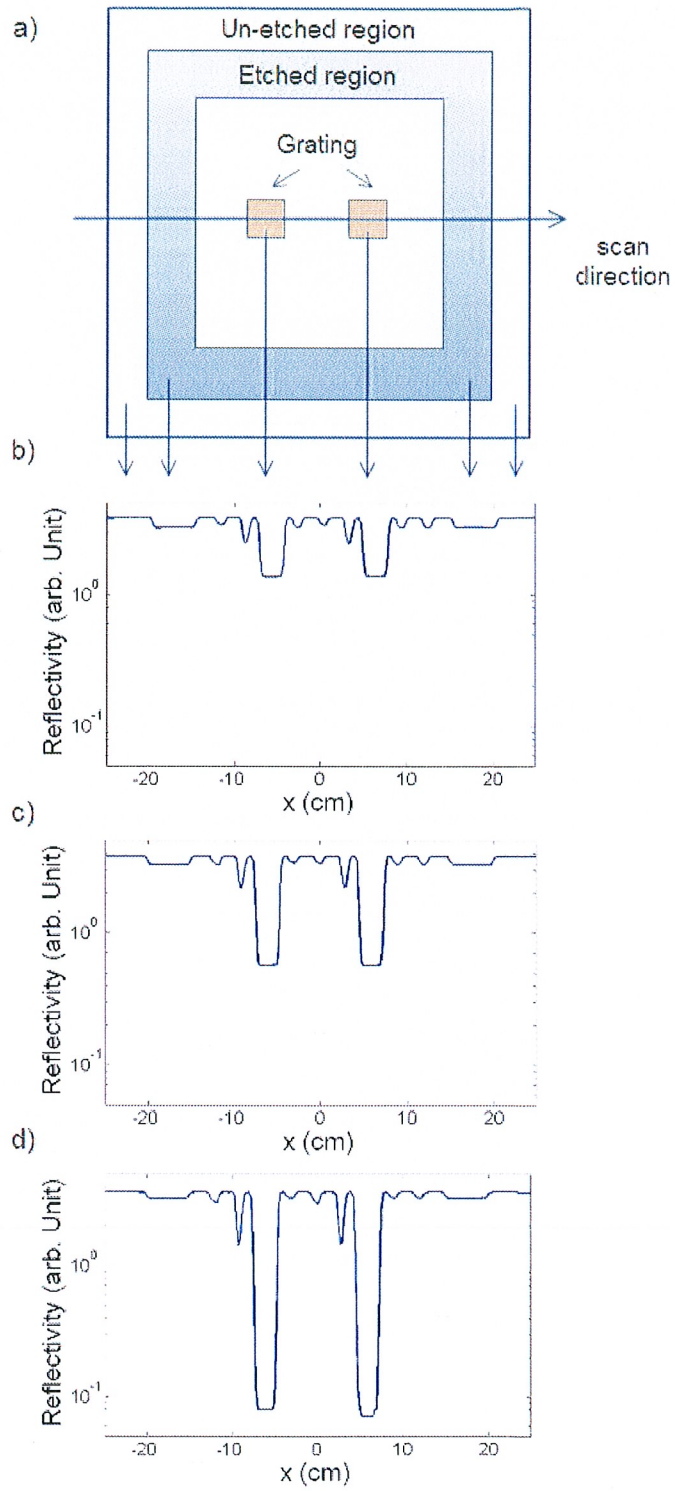 a)
Un-etched region
Etched region
Grating
scan
direction
b)
Reflectivity (arb. Unit)
10⁰
10⁻¹
-20 -10 0 10 20
x (cm)
c)
Reflectivity (arb. Unit)
10⁰
10⁻¹
-20 -10 0 10 20
x (cm)
d)
Reflectivity (arb. Unit)
10⁰
10⁻¹
-20 -10 0 10 20
x (cm)